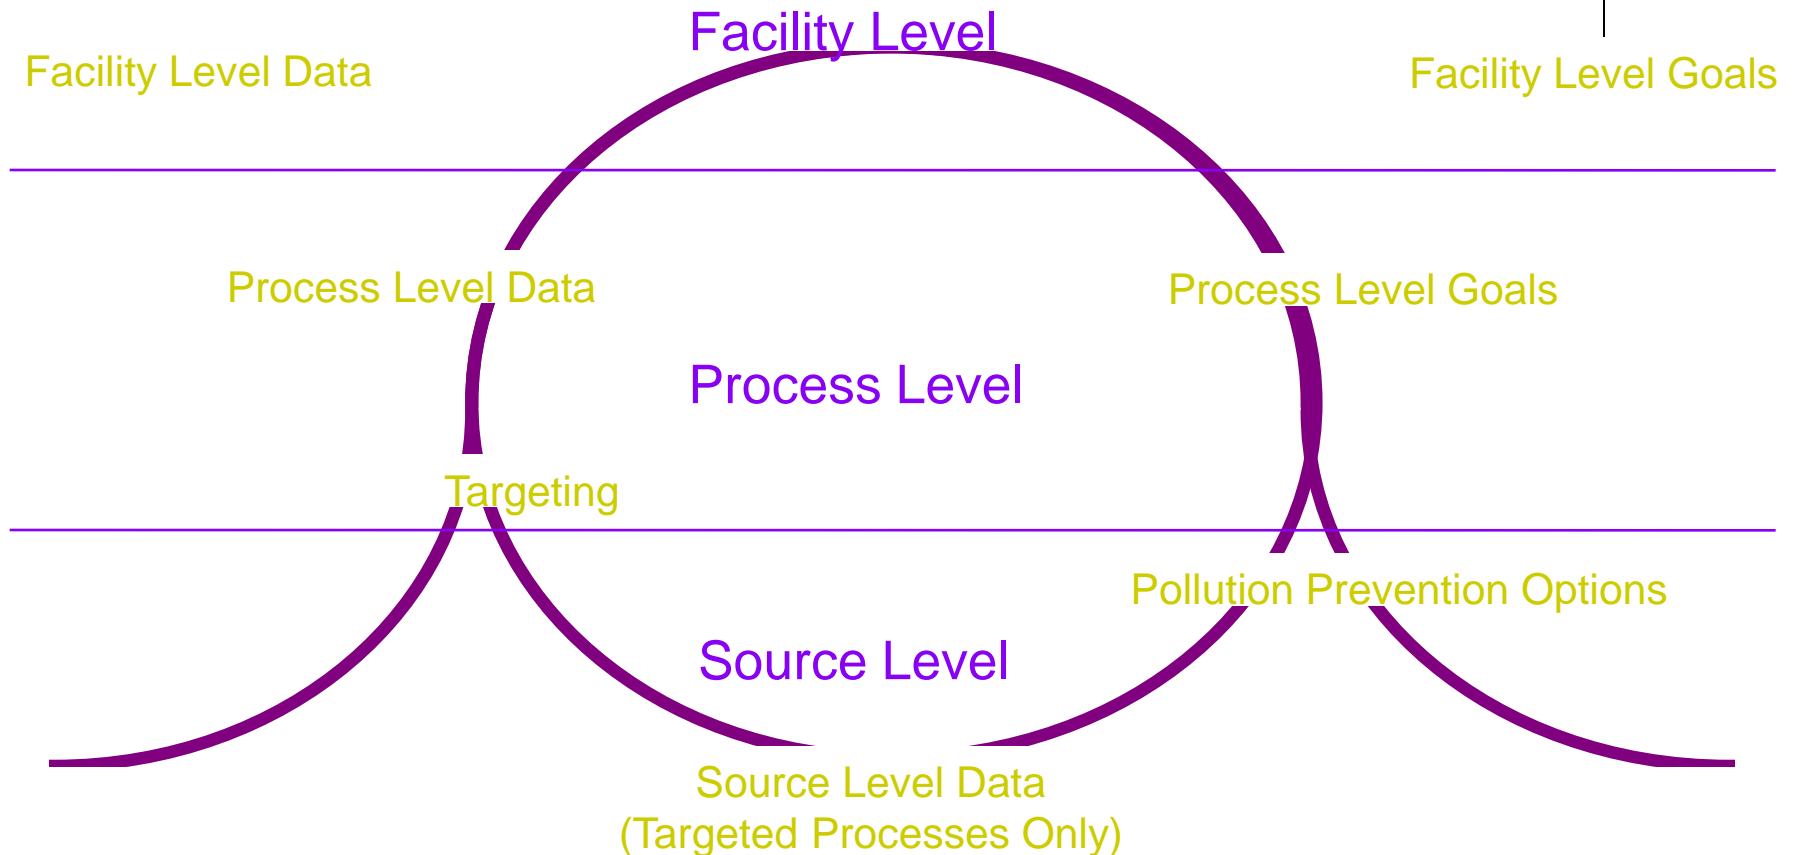 Facility Level
Facility Level Data
Facility Level Goals
Process Level Data
Process Level Goals
Process Level
Targeting
Pollution Prevention Options
Source Level
Source Level Data
(Targeted Processes Only)